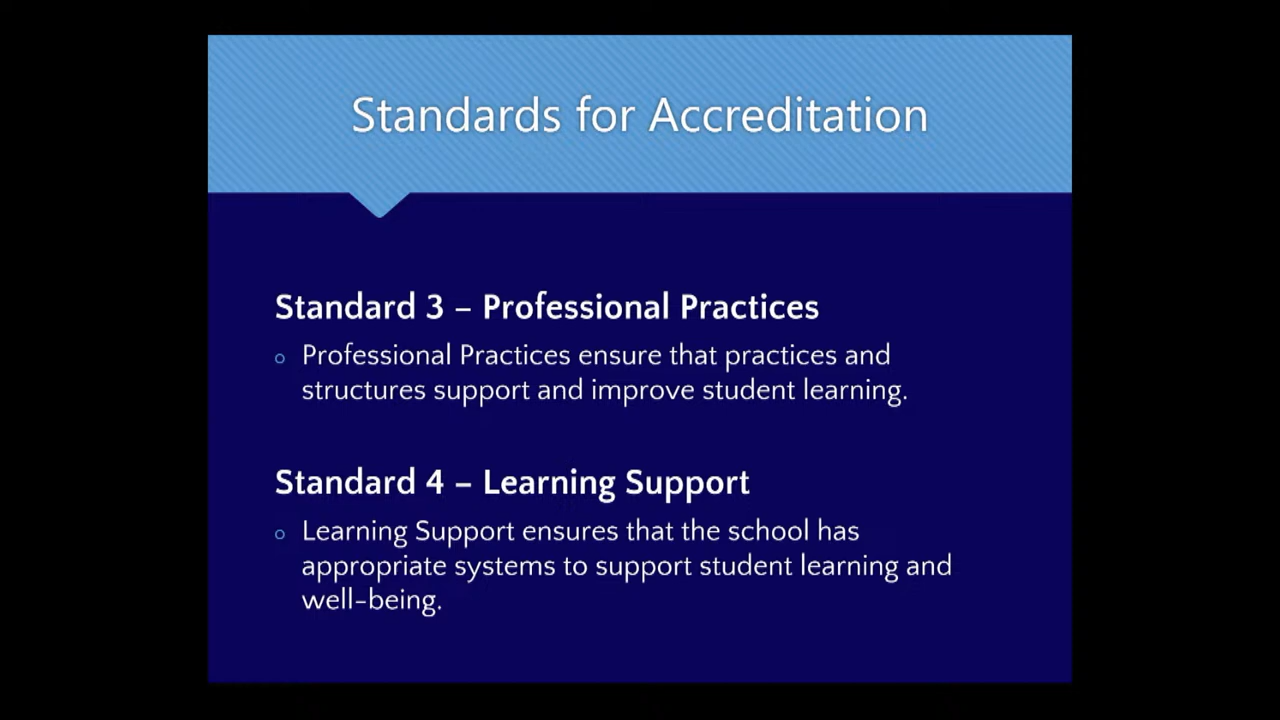 Standards for Accreditation
Standard 3 – Professional Practices
Professional Practices ensure that practices and
structures support and improve student learning.
Standard 4 – Learning Support
Learning Support ensures that the school has
appropriate systems to support student learning and
well-being.